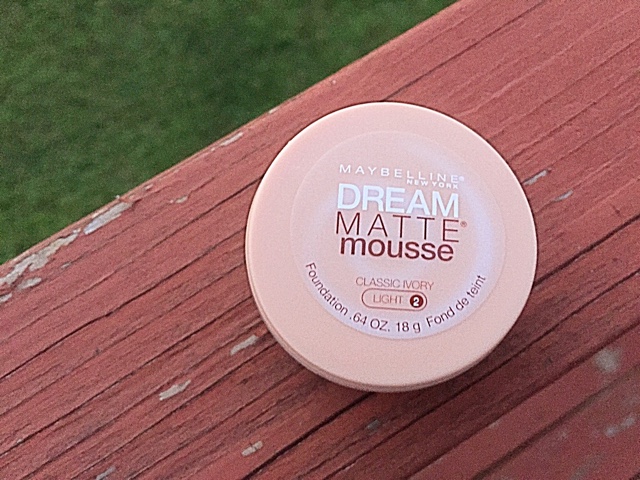 MAYBELLINE®
NEW YORK
DREAM
MATTE®
mousse
CLASSIC IVORY
LIGHT 2
Foundation .64 OZ. 18 g Fond de teint